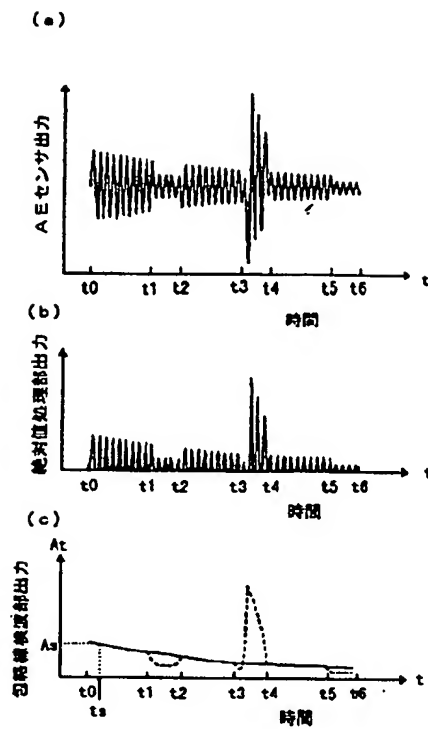 (a)
AEセンサ出力
t0 t1 t2 t3 t4 t5 t6 t
時間
(b)
絶対値処理部出力
t0 t1 t2 t3 t4 t5 t6 t
時間
(c)
At
包絡線検波部出力
As
t0 t1 t2 t3 t4 t5 t6 t
ts
時間